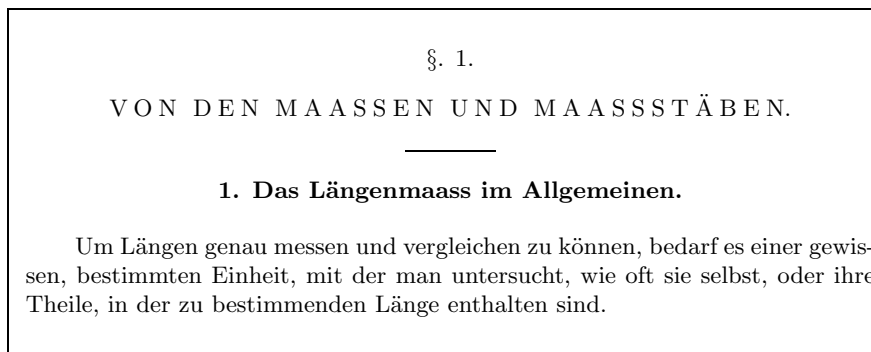 §. 1.
VON DEN MAASSEN UND MAASSSTÄBEN.
1. Das Längenmaass im Allgemeinen.
Um Längen genau messen und vergleichen zu können, bedarf es einer gewis-
sen, bestimmten Einheit, mit der man untersucht, wie oft sie selbst, oder ihre
Theile, in der zu bestimmenden Länge enthalten sind.